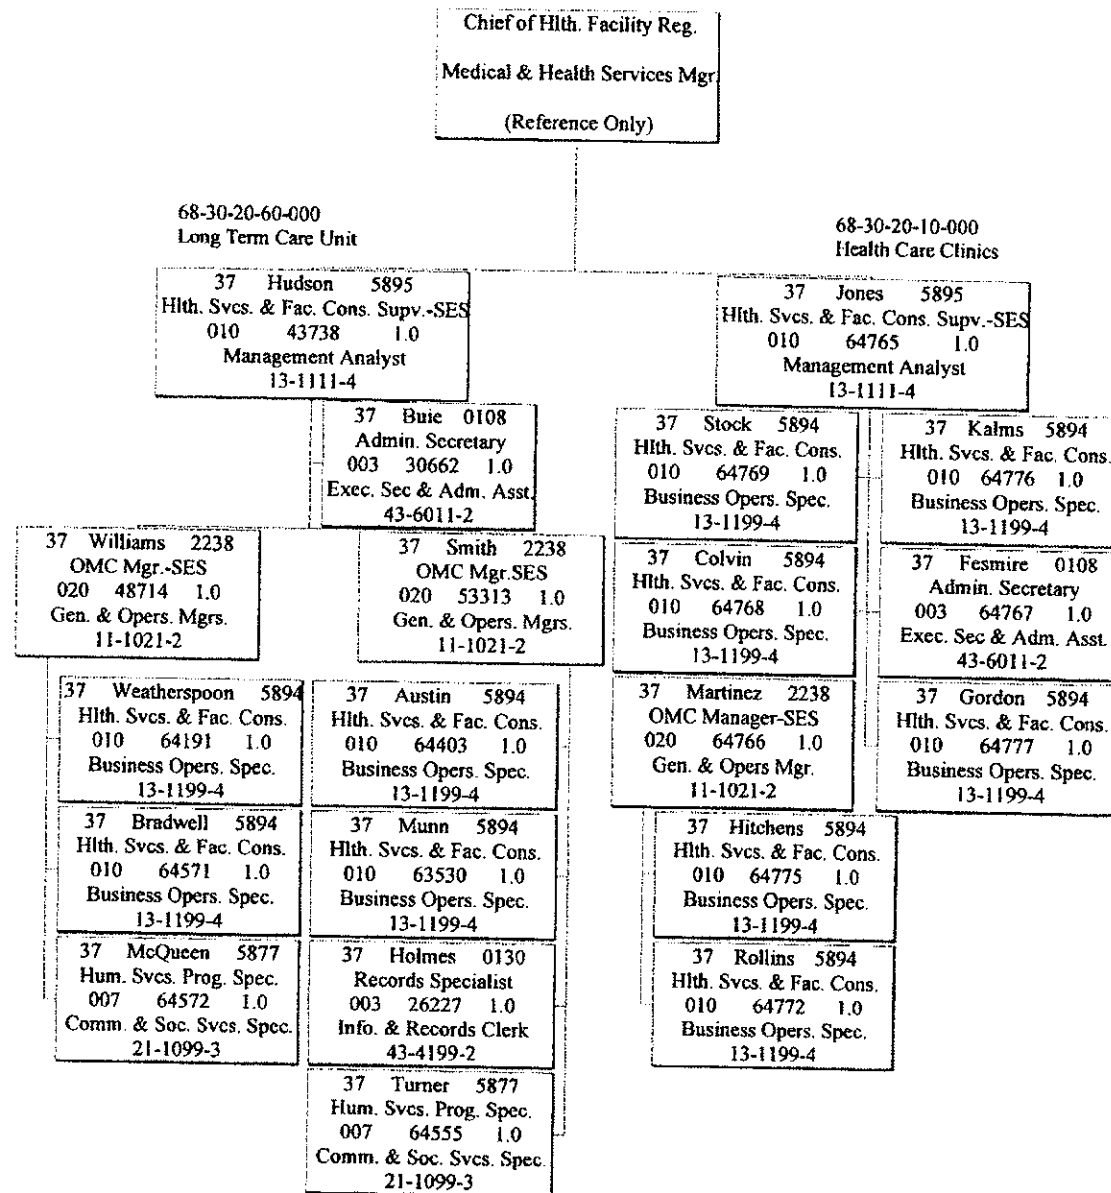 Chief of Hlth. Facility Reg.
Medical & Health Services Mgr.
(Reference Only)
68-30-20-60-000
Long Term Care Unit
37 Hudson 5895
Hlth. Svcs. & Fac. Cons. Supv.-SES
010 43738 1.0
Management Analyst
13-1111-4
37 Buie 0108
Admin. Secretary
003 30662 1.0
Exec. Sec & Adm. Asst.
43-6011-2
37 Williams 2238
OMC Mgr.-SES
020 48714 1.0
Gen. & Opers. Mgrs.
11-1021-2
37 Weatherspoon 5894
Hlth. Svcs. & Fac. Cons.
010 64191 1.0
Business Opers. Spec.
13-1199-4
37 Bradwell 5894
Hlth. Svcs. & Fac. Cons.
010 64571 1.0
Business Opers. Spec.
13-1199-4
37 McQueen 5877
Hum. Svcs. Prog. Spec.
007 64572 1.0
Comm. & Soc. Svcs. Spec.
21-1099-3
37 Smith 2238
OMC Mgr.SES
020 53313 1.0
Gen. & Opers. Mgrs.
11-1021-2
37 Austin 5894
Hlth. Svcs. & Fac. Cons.
010 64403 1.0
Business Opers. Spec.
13-1199-4
37 Munn 5894
Hlth. Svcs. & Fac. Cons.
010 63530 1.0
Business Opers. Spec.
13-1199-4
37 Holmes 0130
Records Specialist
003 26227 1.0
Info. & Records Clerk
43-4199-2
37 Turner 5877
Hum. Svcs. Prog. Spec.
007 64555 1.0
Comm. & Soc. Svcs. Spec.
21-1099-3
68-30-20-10-000
Health Care Clinics
37 Jones 5895
Hlth. Svcs. & Fac. Cons. Supv.-SES
010 64765 1.0
Management Analyst
13-1111-4
37 Stock 5894
Hlth. Svcs. & Fac. Cons.
010 64769 1.0
Business Opers. Spec.
13-1199-4
37 Kalms 5894
Hlth. Svcs. & Fac. Cons.
010 64776 1.0
Business Opers. Spec.
13-1199-4
37 Colvin 5894
Hlth. Svcs. & Fac. Cons.
010 64768 1.0
Business Opers. Spec.
13-1199-4
37 Fesmire 0108
Admin. Secretary
003 64767 1.0
Exec. Sec & Adm. Asst.
43-6011-2
37 Martinez 2238
OMC Manager-SES
020 64766 1.0
Gen. & Opers Mgr.
11-1021-2
37 Gordon 5894
Hlth. Svcs. & Fac. Cons.
010 64777 1.0
Business Opers. Spec.
13-1199-4
37 Hitchens 5894
Hlth. Svcs. & Fac. Cons.
010 64775 1.0
Business Opers. Spec.
13-1199-4
37 Rollins 5894
Hlth. Svcs. & Fac. Cons.
010 64772 1.0
Business Opers. Spec.
13-1199-4